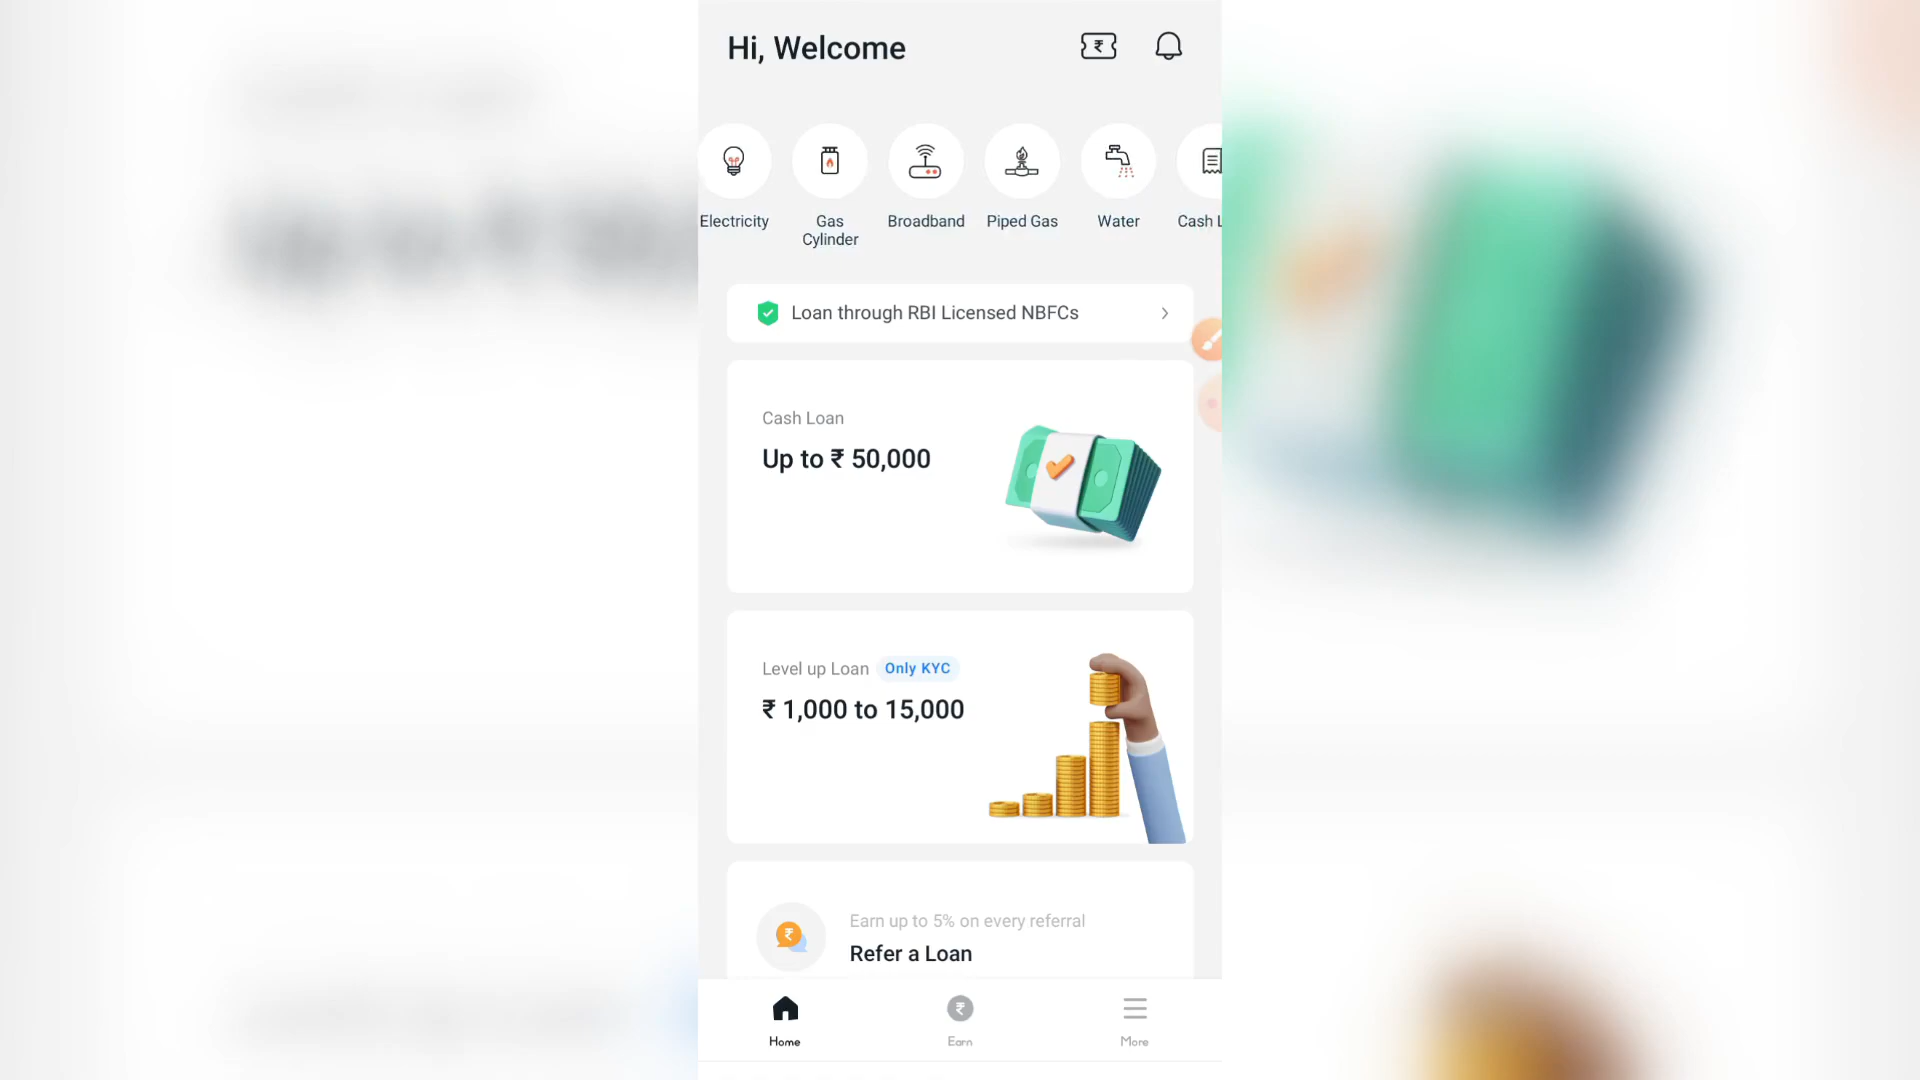 Hi, Welcome
Electricity
Gas
Cylinder
Broadband
Piped Gas
Water
Cash L
Loan through RBI Licensed NBFCs
Cash Loan
Up to ₹ 50,000
Level up Loan Only KYC
₹ 1,000 to 15,000
Earn up to 5% on every referral
Refer a Loan
Home
Earn
More